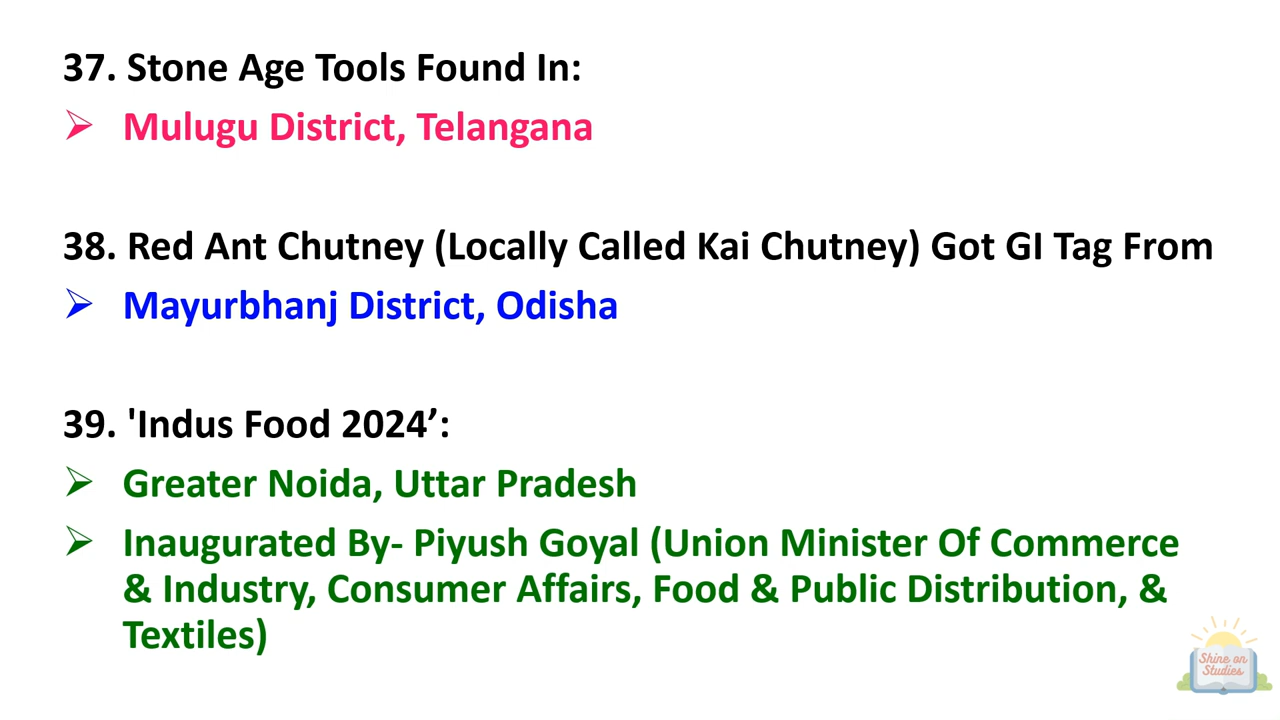 37. Stone Age Tools Found In:
➢ Mulugu District, Telangana
38. Red Ant Chutney (Locally Called Kai Chutney) Got GI Tag From
➢ Mayurbhanj District, Odisha
39. 'Indus Food 2024’:
➢ Greater Noida, Uttar Pradesh
➢ Inaugurated By- Piyush Goyal (Union Minister Of Commerce
& Industry, Consumer Affairs, Food & Public Distribution, &
Textiles)
Shine on
Studies